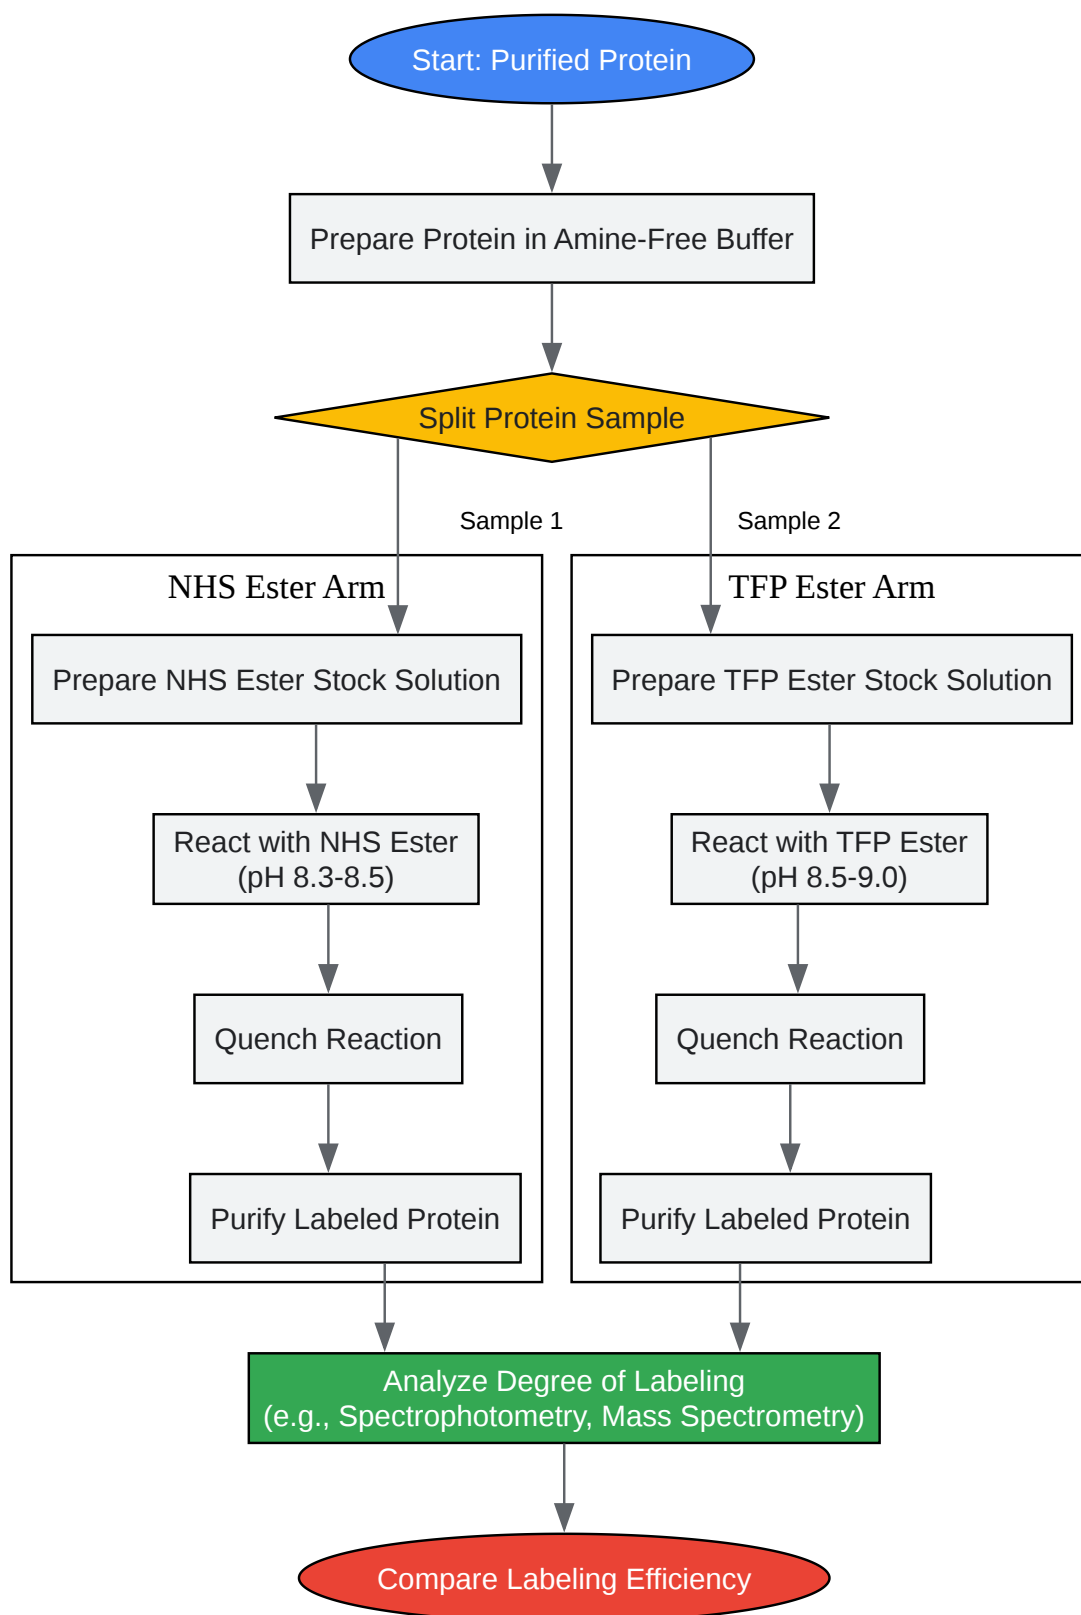 Start: Purified Protein
Prepare Protein in Amine-Free Buffer
Split Protein Sample
Sample 1
Sample 2
NHS Ester Arm
Prepare NHS Ester Stock Solution
React with NHS Ester
(pH 8.3-8.5)
Quench Reaction
Purify Labeled Protein
TFP Ester Arm
Prepare TFP Ester Stock Solution
React with TFP Ester
(pH 8.5-9.0)
Quench Reaction
Purify Labeled Protein
Analyze Degree of Labeling
(e.g., Spectrophotometry, Mass Spectrometry)
Compare Labeling Efficiency